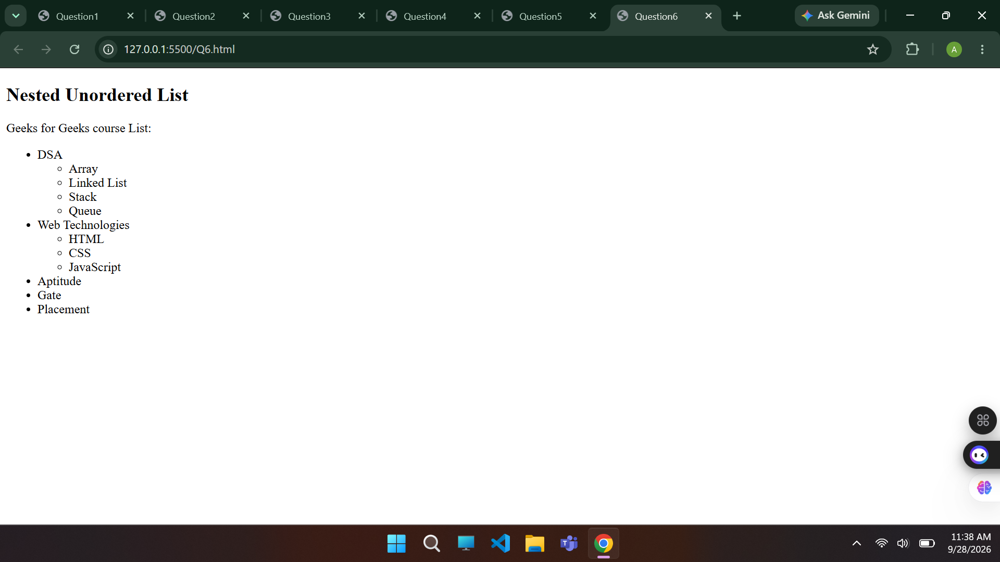 Question1
Question2
Question3
Question4
Question5
Question6
Ask Gemini
127.0.0.1:5500/Q6.html
A
Nested Unordered List
Geeks for Geeks course List:
DSA
Array
Linked List
Stack
Queue
Web Technologies
HTML
CSS
JavaScript
Aptitude
Gate
Placement
T
11:38 AM
9/28/2026